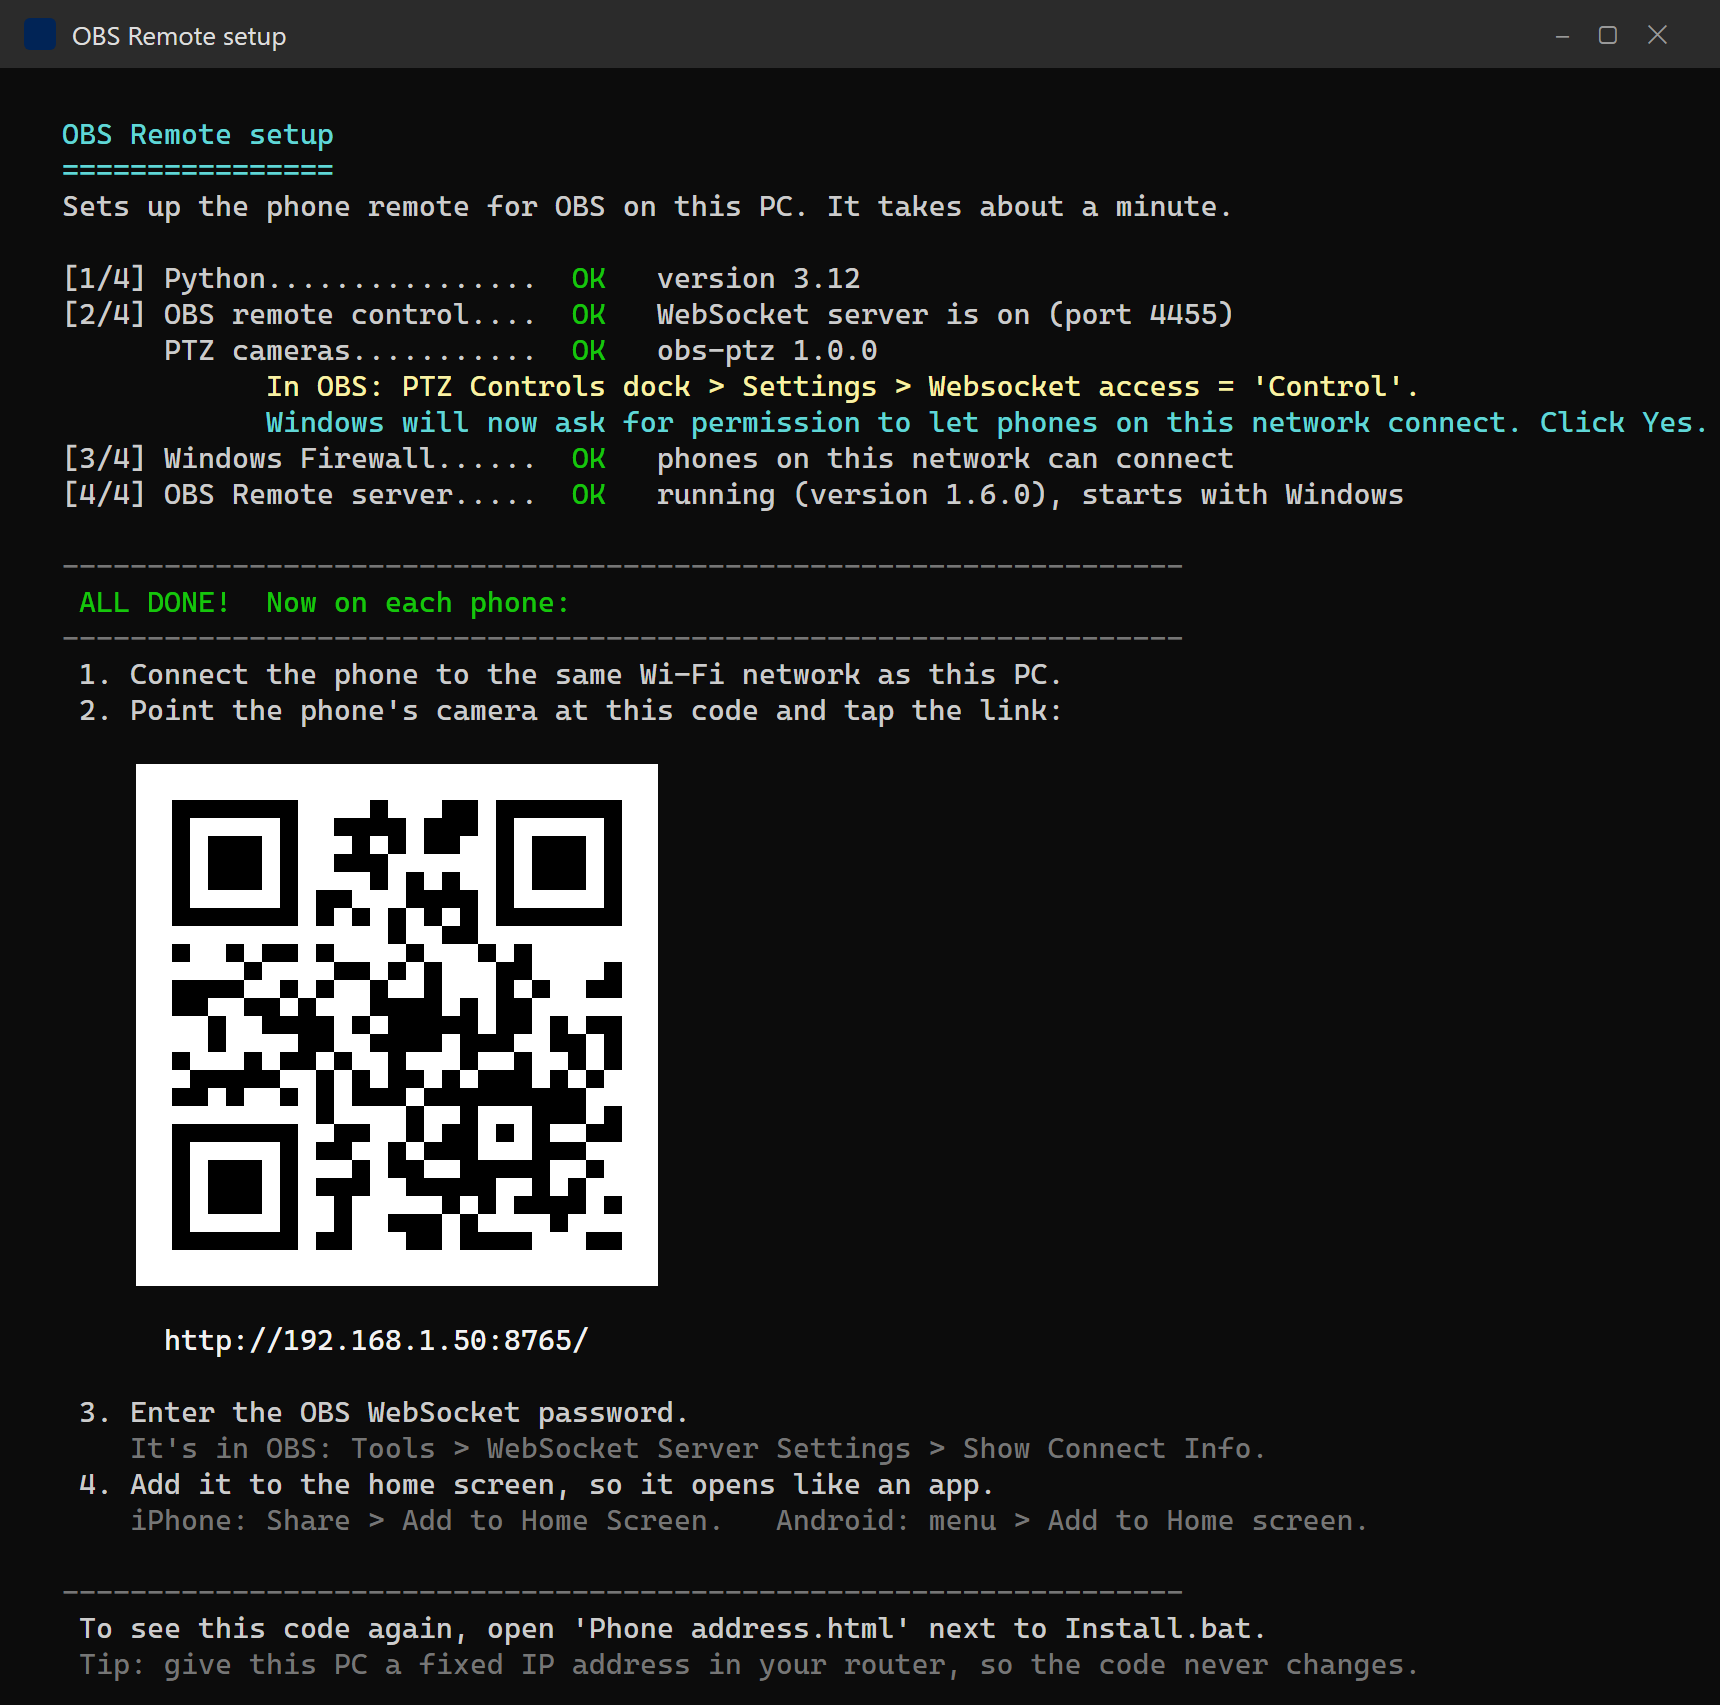 OBS Remote setup
OBS Remote setup
================
Sets up the phone remote for OBS on this PC. It takes about a minute.
[1/4] Python................ OK version 3.12
[2/4] OBS remote control.... OK WebSocket server is on (port 4455)
PTZ cameras........... OK obs-ptz 1.0.0
In OBS: PTZ Controls dock > Settings > Websocket access = 'Control'.
Windows will now ask for permission to let phones on this network connect. Click Yes.
[3/4] Windows Firewall...... OK phones on this network can connect
[4/4] OBS Remote server..... OK running (version 1.6.0), starts with Windows
------------------------------------------------------------------
ALL DONE! Now on each phone:
------------------------------------------------------------------
1. Connect the phone to the same Wi-Fi network as this PC.
2. Point the phone's camera at this code and tap the link:
http://192.168.1.50:8765/
3. Enter the OBS WebSocket password.
It's in OBS: Tools > WebSocket Server Settings > Show Connect Info.
4. Add it to the home screen, so it opens like an app.
iPhone: Share > Add to Home Screen. Android: menu > Add to Home screen.
------------------------------------------------------------------
To see this code again, open 'Phone address.html' next to Install.bat.
Tip: give this PC a fixed IP address in your router, so the code never changes.